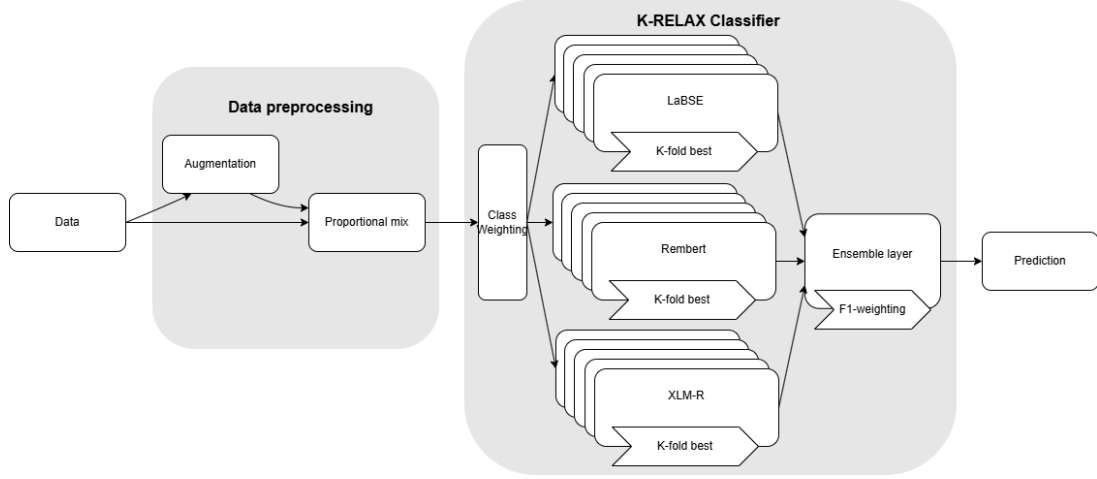 K-RELAX Classifier
Data preprocessing
Data
Augmentation
Proportional mix
Class
Weighting
LaBSE
K-fold best
Rembert
K-fold best
XLM-R
K-fold best
Ensemble layer
F1-weighting
Prediction